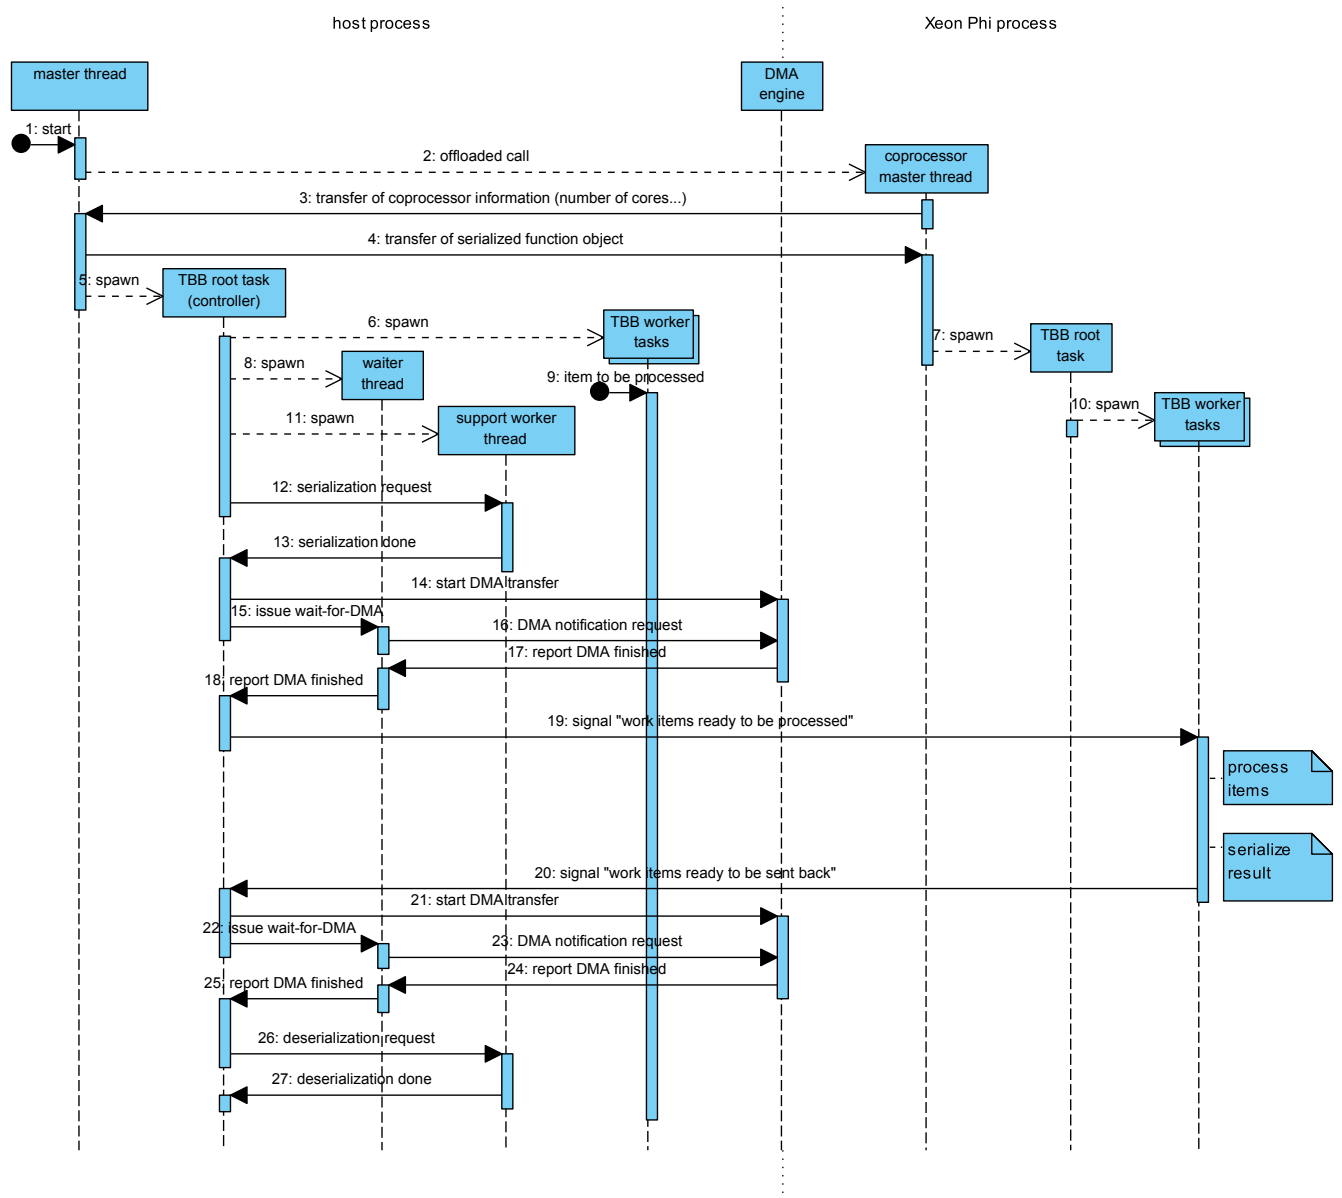 host process
Xeon Phi process
master thread
DMA
engine
1: start
2: offloaded call
coprocessor
master thread
3: transfer of coprocessor information (number of cores...)
4: transfer of serialized function object
5: spawn
TBB root task
(controller)
6: spawn
TBB worker
tasks
7: spawn
TBB root
task
8: spawn
waiter
thread
9: item to be processed
10: spawn
TBB worker
tasks
11: spawn
support worker
thread
12: serialization request
13: serialization done
14: start DMA transfer
15: issue wait-for-DMA
16: DMA notification request
17: report DMA finished
18: report DMA finished
19: signal "work items ready to be processed"
process
items
serialize
result
20: signal "work items ready to be sent back"
21: start DMA transfer
22: issue wait-for-DMA
23: DMA notification request
24: report DMA finished
25: report DMA finished
26: deserialization request
27: deserialization done